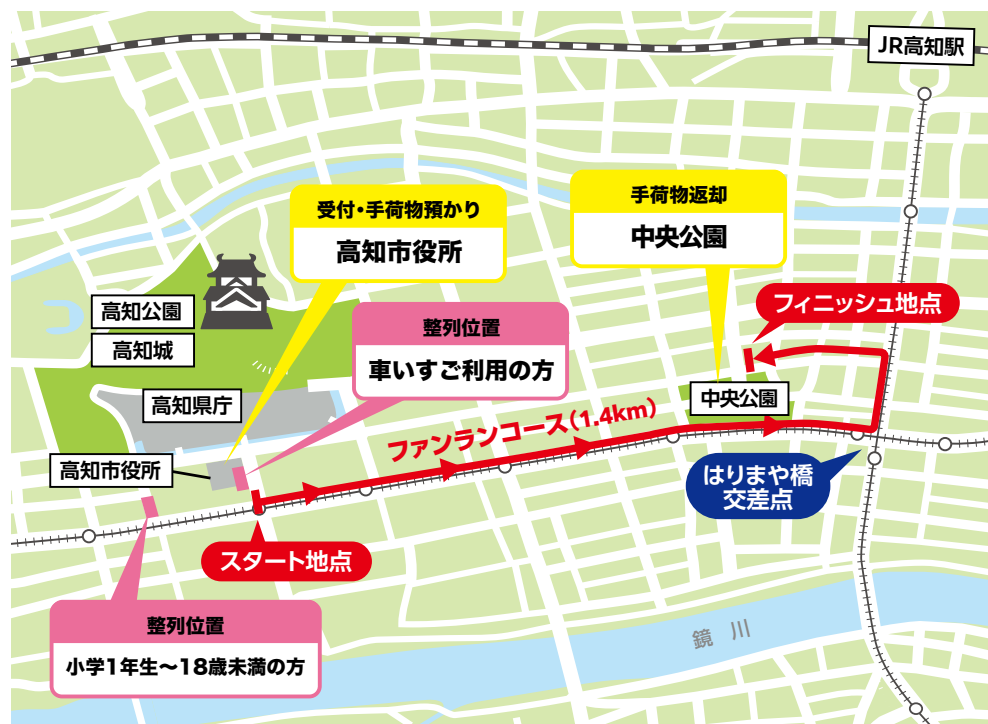 JR高知駅
受付・手荷物預かり
高知市役所
手荷物返却
中央公園
高知公園
高知城
整列位置
車いすご利用の方
フィニッシュ地点
高知県庁
中央公園
ファンランコース(1.4km)
高知市役所
はりまや橋
交差点
スタート地点
整列位置
小学1年生〜18歳未満の方
鏡川